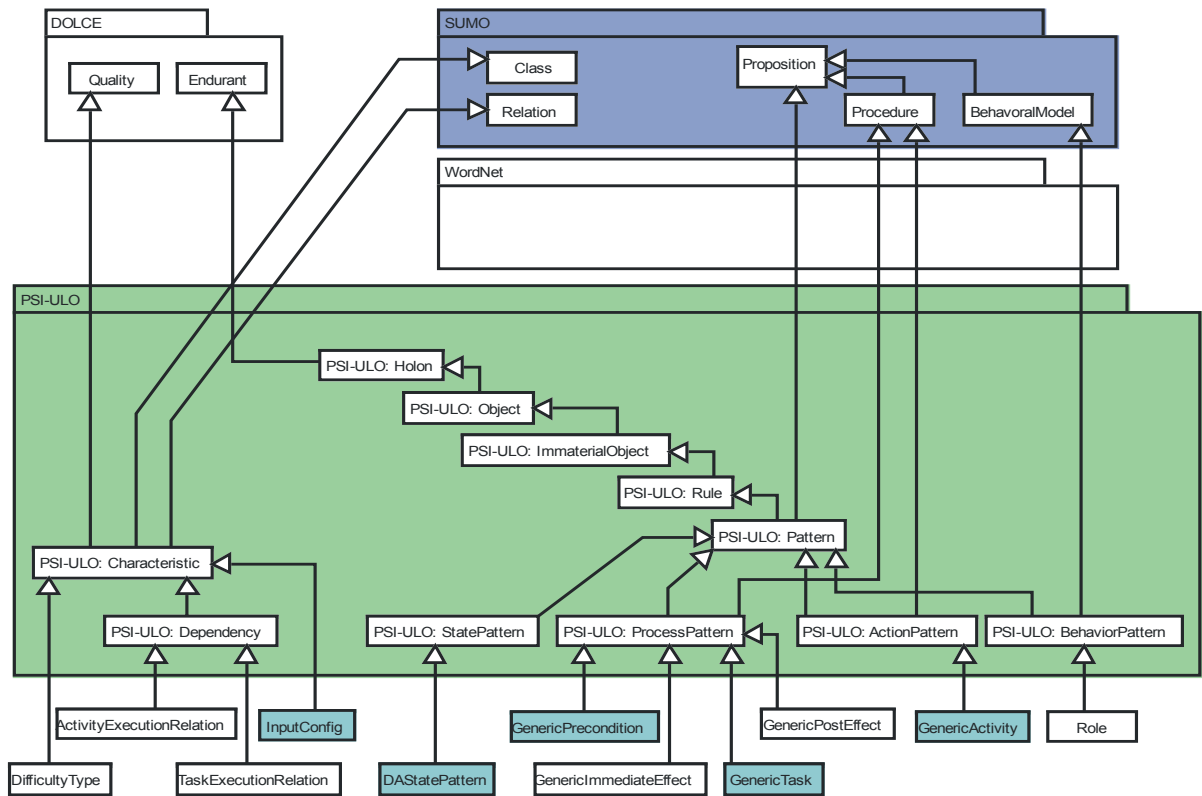 DOLCE
SUMO
Quality
Endurant
Class
Proposition
Relation
Procedure
BehavoralModel
WordNet
PSI-ULO
PSI-ULO: Holon
PSI-ULO: Object
PSI-ULO: ImmaterialObject
PSI-ULO: Rule
PSI-ULO: Pattern
PSI-ULO: Characteristic
PSI-ULO: Dependency
PSI-ULO: StatePattern
PSI-ULO: ProcessPattern
PSI-ULO: ActionPattern
PSI-ULO: BehaviorPattern
ActivityExecutionRelation
InputConfig
GenericPrecondition
GenericPostEffect
GenericActivity
Role
DifficultyType
TaskExecutionRelation
DAStatePattern
GenericImmediateEffect
GenericTask